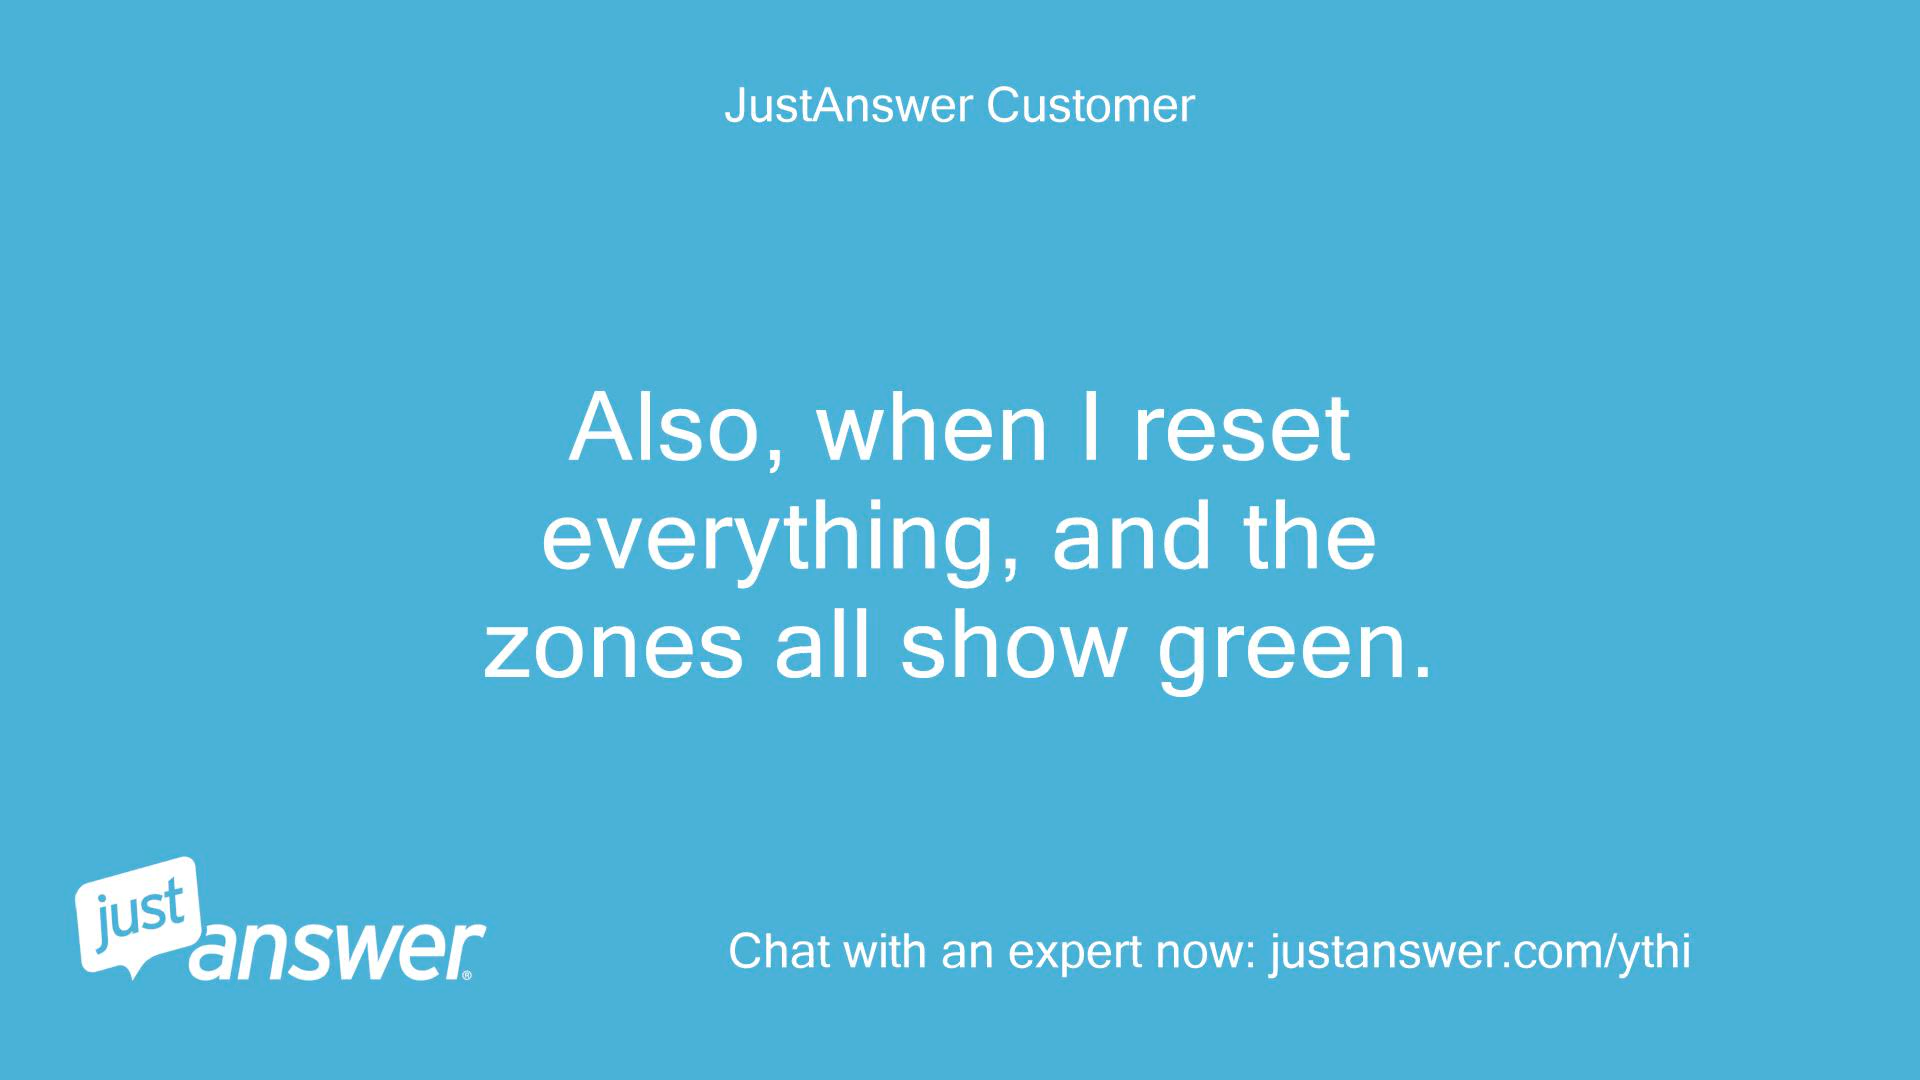 JustAnswer Customer
Also, when I reset
everything, and the
zones all show green.
just
answer®
Chat with an expert now: justanswer.com/ythi